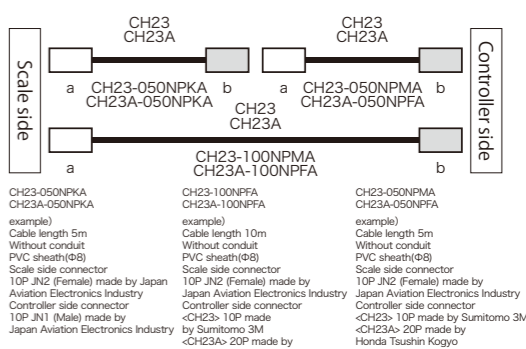 CH23
CH23A
CH23
CH23A
Scale side
Controller side
a
b
a
b
CH23-050NPKA
CH23A-050NPKA
CH23-050NPMA
CH23A-050NPFA
CH23
CH23A
a
b
CH23-100NPMA
CH23A-100NPFA
CH23-050NPKA
CH23A-050NPKA
example)
Cable length 5m
Without conduit
PVC sheath(Φ8)
Scale side connector
10P JN2 (Female) made by Japan
Aviation Electronics Industry
Controller side connector
10P JN1 (Male) made by
Japan Aviation Electronics Industry
CH23-100NPFA
CH23A-100NPFA
example)
Cable length 10m
Without conduit
PVC sheath(Φ8)
Scale side connector
10P JN2 (Female) made by
Japan Aviation Electronics Industry
Controller side connector
<CH23> 10P made
by Sumitomo 3M
<CH23A> 20P made by
CH23-050NPMA
CH23A-050NPFA
example)
Cable length 5m
Without conduit
PVC sheath(Φ8)
Scale side connector
10P JN2 (Female) made by
Japan Aviation Electronics Industry
Controller side connector
<CH23> 10P made by Sumitomo 3M
<CH23A> 20P made by
Honda Tsushin Kogyo